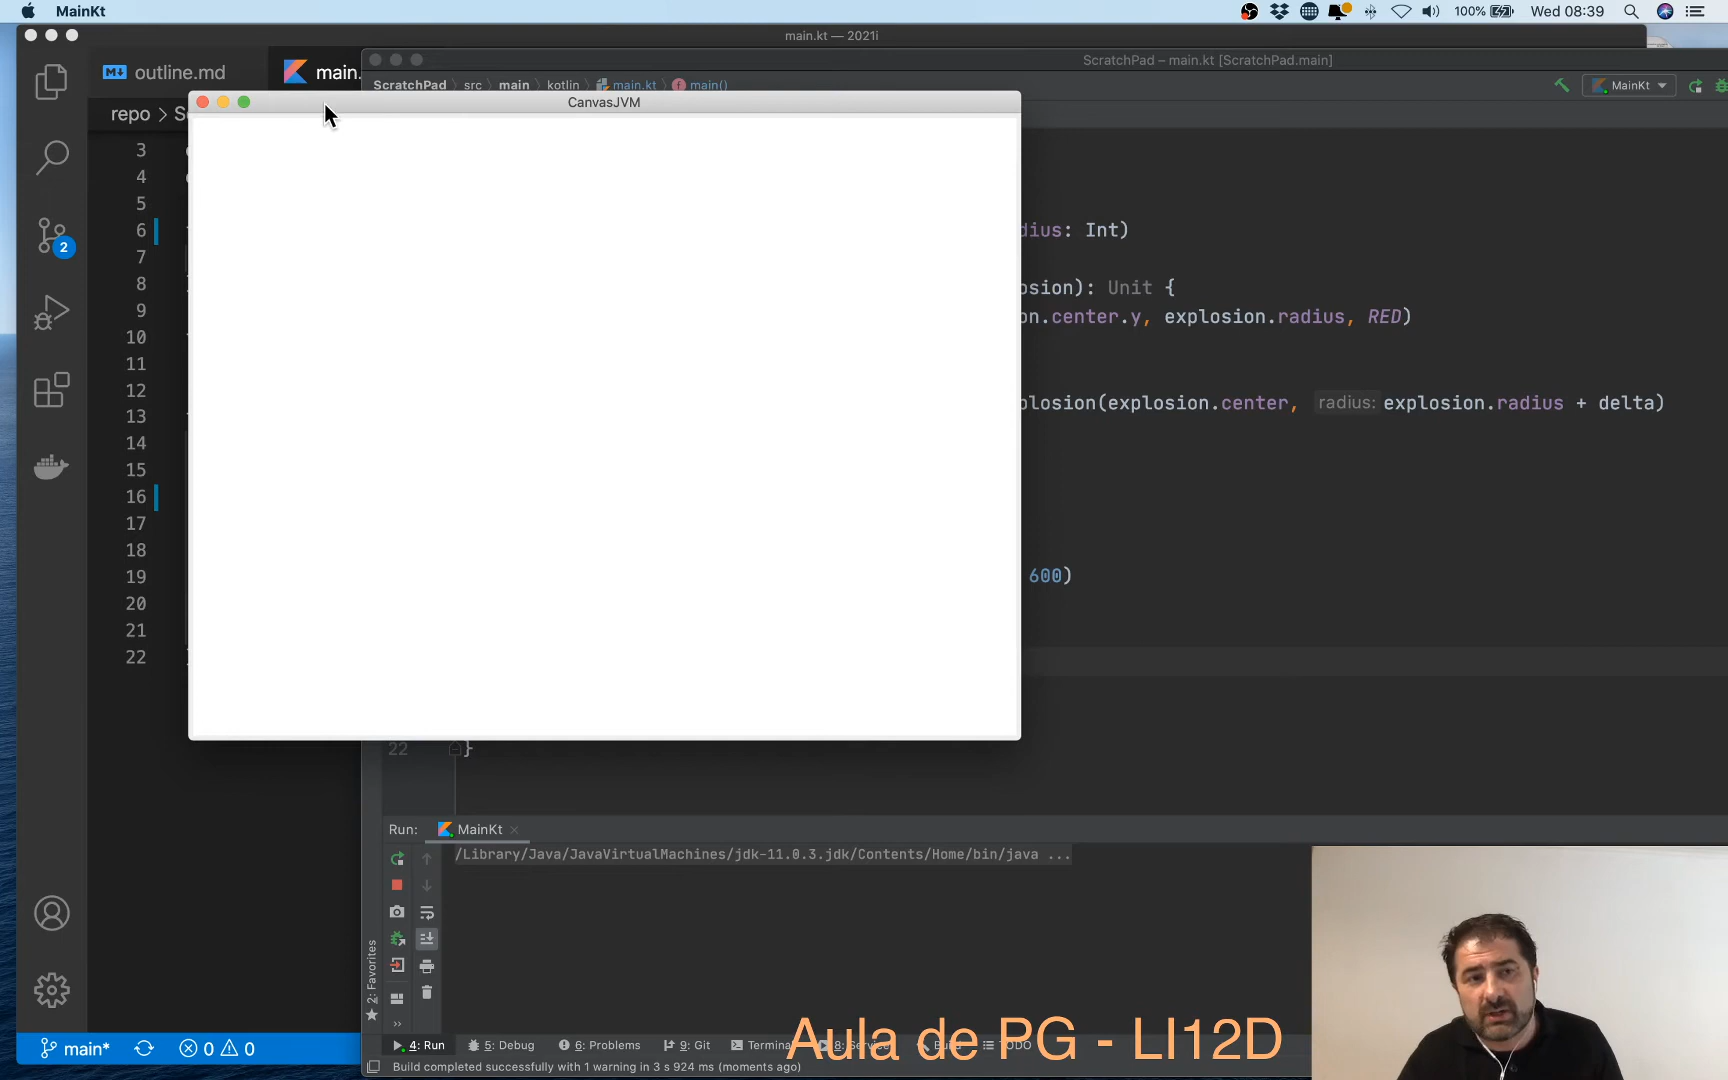 MainKt
100%
Wed 08:39
main.kt — 2021i
outline.md
main.
ScratchPad – main.kt [ScratchPad.main]
ScratchPad
src
main
kotlin
main.kt
main()
MainKt
CanvasJVM
repo
3
4
5
6
7
8
9
10
11
12
13
14
15
16
17
18
19
20
21
22
dius: Int)
osion): Unit {
on.center.y, explosion.radius, RED)
plosion(explosion.center, radius: explosion.radius + delta)
600)
22
}
2
Run:
MainKt
/Library/Java/JavaVirtualMachines/jdk-11.0.3.jdk/Contents/Home/bin/java ...
2: Favorites
4: Run
5: Debug
6: Problems
9: Git
Termina
TODO
Aula de PG - LI12D
main*
0
0
Build completed successfully with 1 warning in 3 s 924 ms (moments ago)